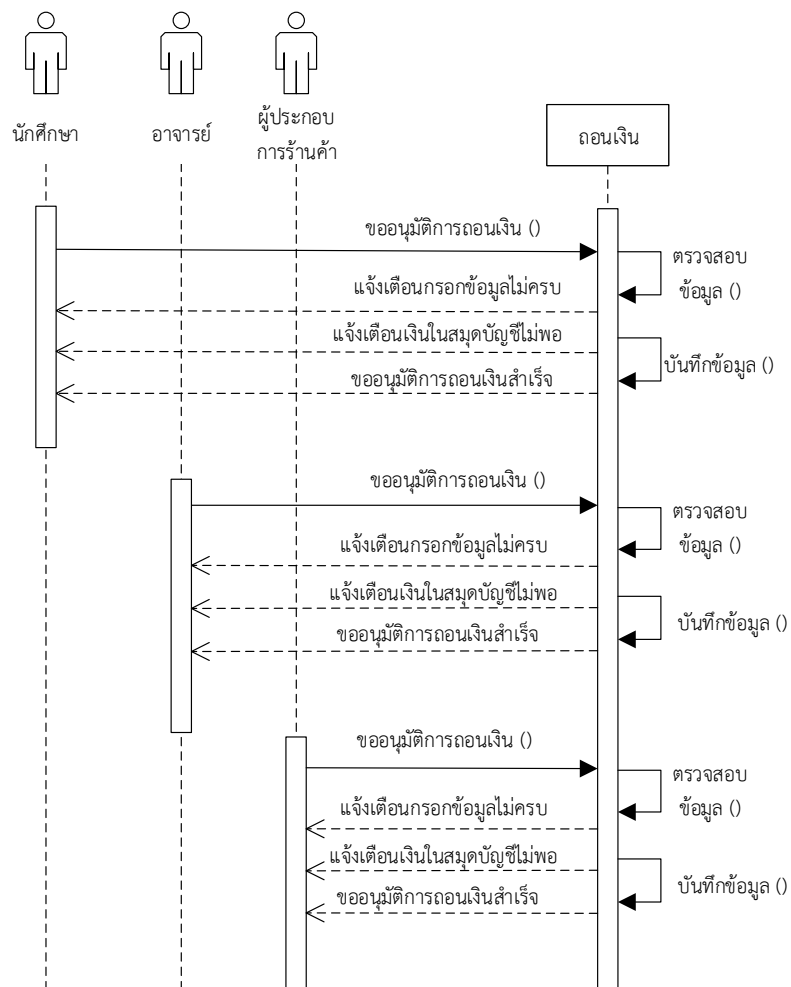 นักศึกษา
อาจารย์
ผู้ประกอบ
การร้านค้า
ถอนเงิน
ขออนุมัติการถอนเงิน ()
ตรวจสอบ
ข้อมูล ()
แจ้งเตือนกรอกข้อมูลไม่ครบ
แจ้งเตือนเงินในสมุดบัญชีไม่พอ
บันทึกข้อมูล ()
ขออนุมัติการถอนเงินสำเร็จ
ขออนุมัติการถอนเงิน ()
ตรวจสอบ
ข้อมูล ()
แจ้งเตือนกรอกข้อมูลไม่ครบ
แจ้งเตือนเงินในสมุดบัญชีไม่พอ
บันทึกข้อมูล ()
ขออนุมัติการถอนเงินสำเร็จ
ขออนุมัติการถอนเงิน ()
ตรวจสอบ
ข้อมูล ()
แจ้งเตือนกรอกข้อมูลไม่ครบ
แจ้งเตือนเงินในสมุดบัญชีไม่พอ
บันทึกข้อมูล ()
ขออนุมัติการถอนเงินสำเร็จ